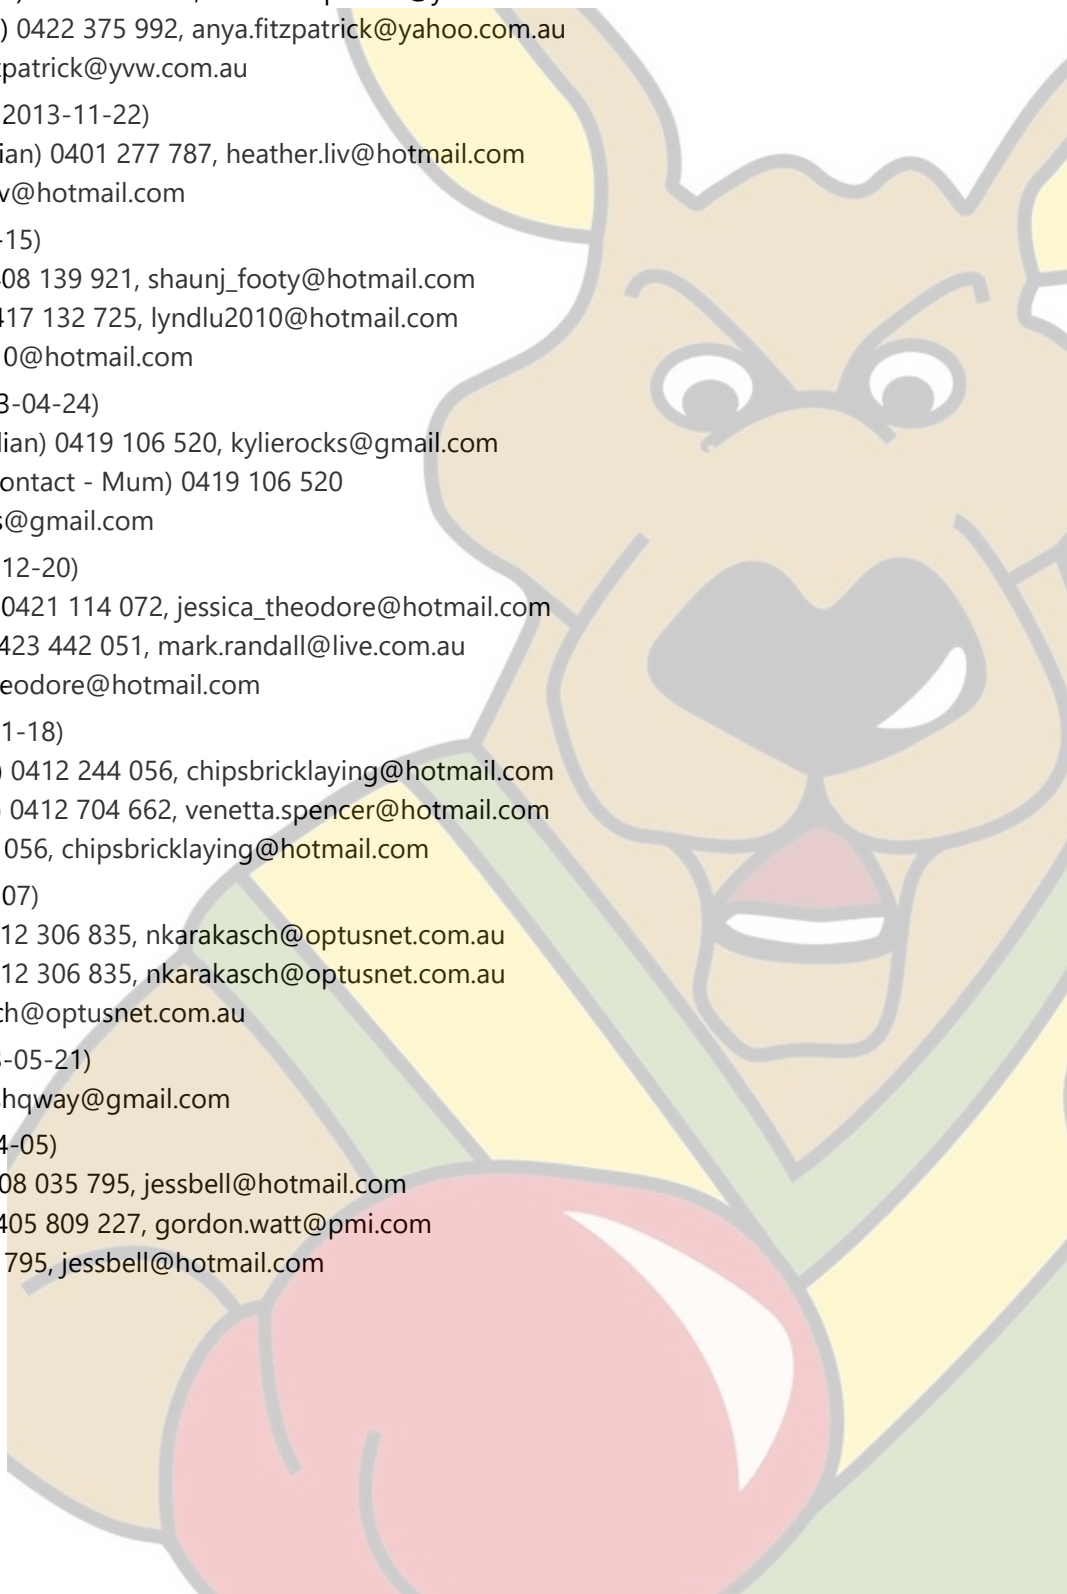 ) 0422 375 992, anya.fitzpatrick@yahoo.com.au
patrick@yvw.com.au
2013-11-22)
ian) 0401 277 787, heather.liv@hotmail.com
v@hotmail.com
-15)
08 139 921, shaunj_footy@hotmail.com
417 132 725, lyndlu2010@hotmail.com
0@hotmail.com
3-04-24)
lian) 0419 106 520, kylierocks@gmail.com
ontact - Mum) 0419 106 520
s@gmail.com
12-20)
0421 114 072, jessica_theodore@hotmail.com
423 442 051, mark.randall@live.com.au
eodore@hotmail.com
1-18)
) 0412 244 056, chipsbricklaying@hotmail.com
) 0412 704 662, venetta.spencer@hotmail.com
056, chipsbricklaying@hotmail.com
07)
12 306 835, nkarakasch@optusnet.com.au
12 306 835, nkarakasch@optusnet.com.au
ch@optusnet.com.au
-05-21)
hqway@gmail.com
4-05)
08 035 795, jessbell@hotmail.com
405 809 227, gordon.watt@pmi.com
795, jessbell@hotmail.com